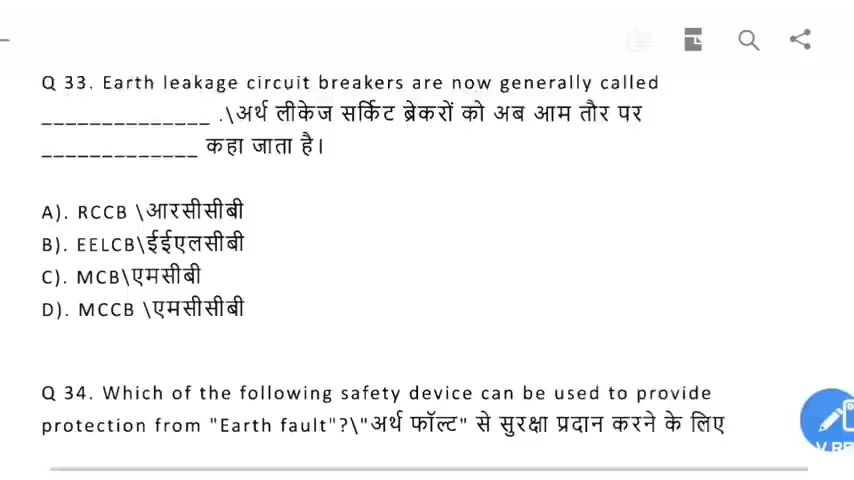 Q 33. Earth leakage circuit breakers are now generally called
______________ .\अर्थ लीकेज सर्किट ब्रेकरों को अब आम तौर पर
_____________ कहा जाता है।
A). RCCB \आरसीसीबी
B). EELCB\ईईएलसीबी
C). MCB\एमसीबी
D). MCCB \एमसीसीबी
Q 34. Which of the following safety device can be used to provide
protection from "Earth fault"?\"अर्थ फॉल्ट" से सुरक्षा प्रदान करने के लिए